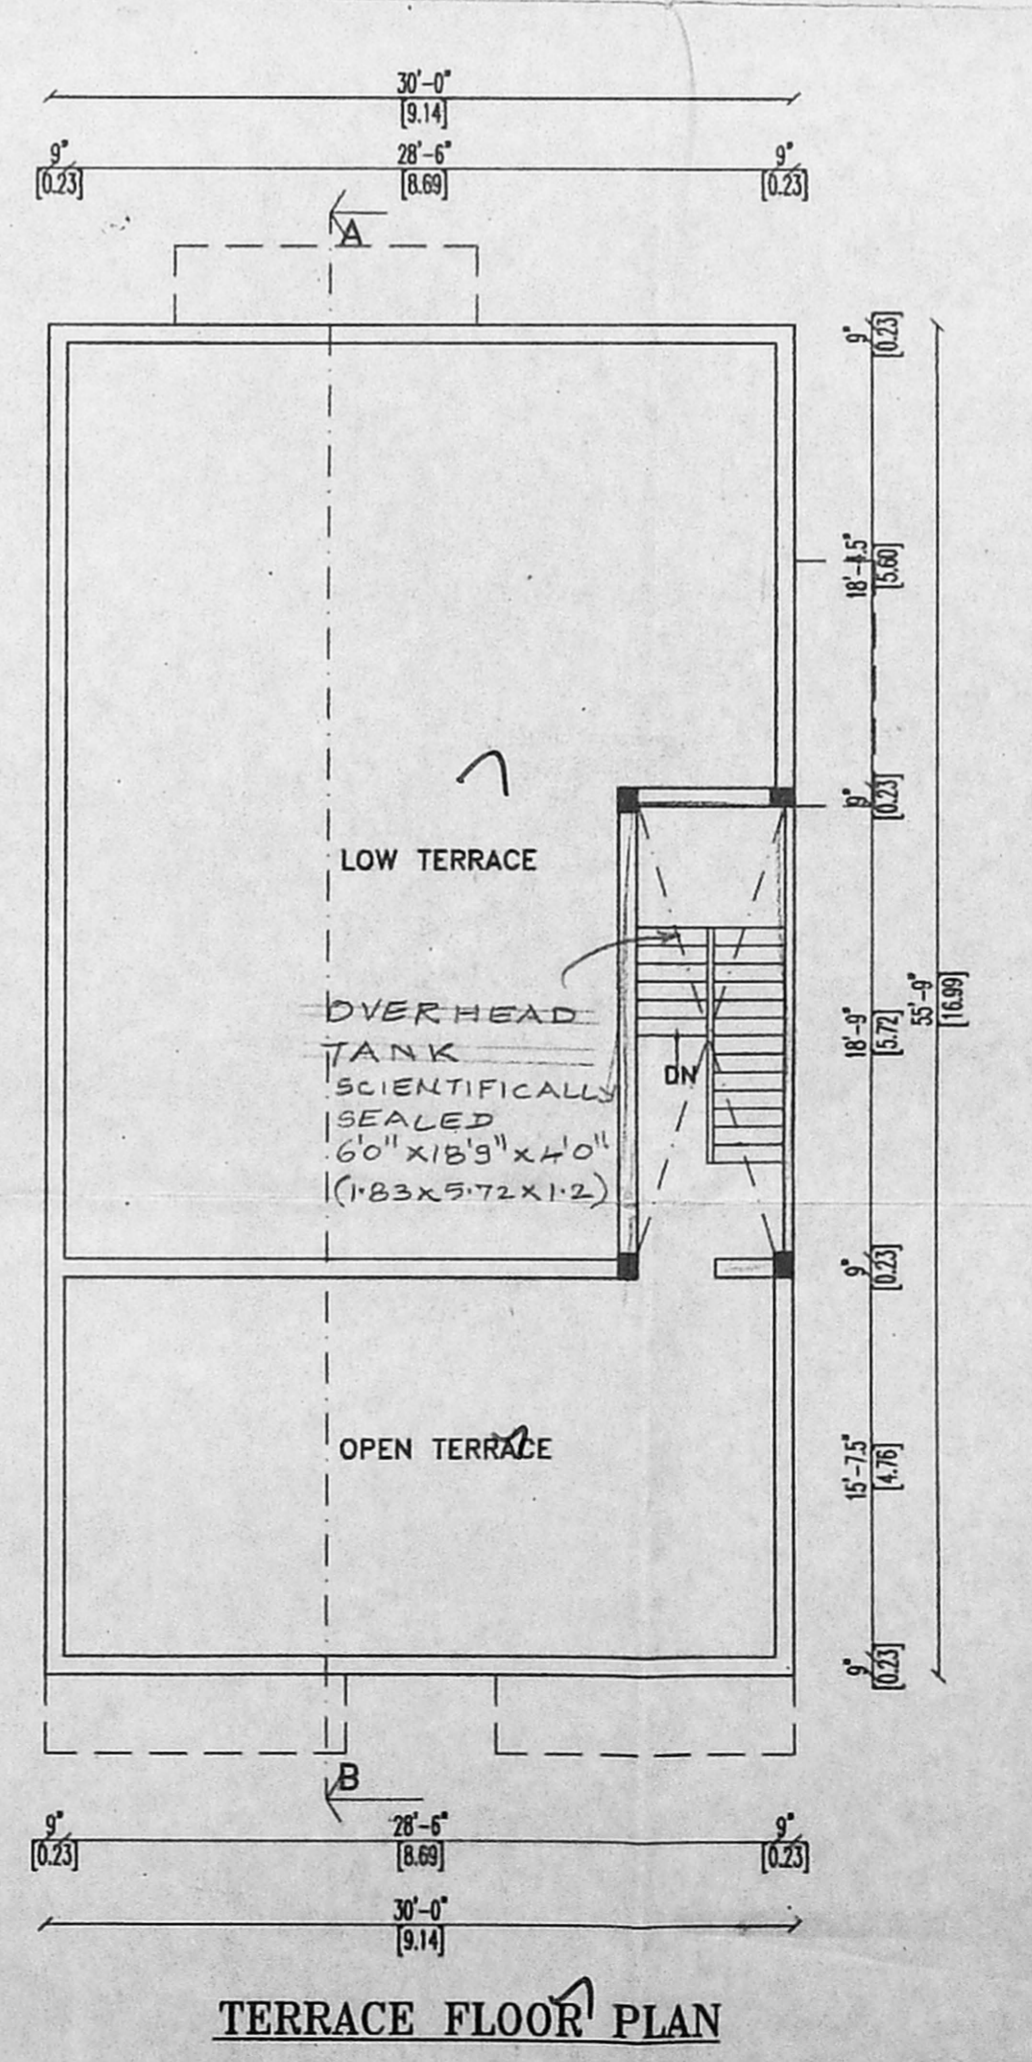 30'-0"
[9.14]
9" 28'-6" 9"
[0.23] [8.69] [0.23]
A
9"
[0.23]
18'-4.5"
[5.60]
9"
[0.23]
LOW TERRACE
OVERHEAD
TANK
SCIENTIFICALLY
SEALED
6'0"x18'9"x4'0"
(1.83x5.72x1.2)
DN
18'-9"
[5.72]
55'-9"
[16.99]
9"
[0.23]
OPEN TERRACE
15'-7.5"
[4.76]
9"
[0.23]
B
9" 28'-6" 9"
[0.23] [8.69] [0.23]
30'-0"
[9.14]
TERRACE FLOOR PLAN